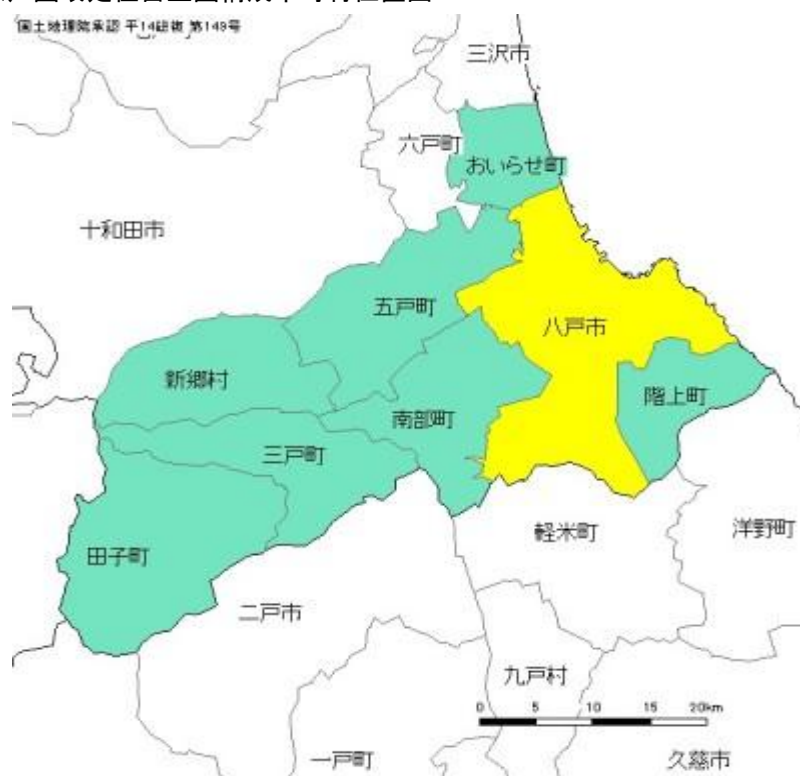 国土地理院承認 平14総複 第149号
三沢市
六戸町
おいらせ町
十和田市
五戸町
八戸市
新郷村
南部町
階上町
三戸町
田子町
軽米町
洋野町
二戸市
九戸村
0 5 10 15 20km
一戸町
久慈市